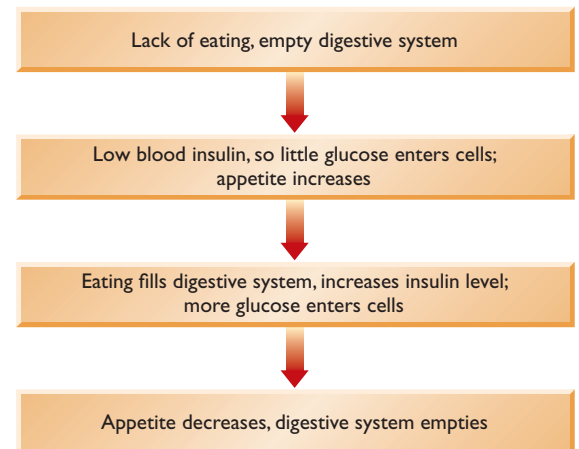 Lack of eating, empty digestive system
Low blood insulin, so little glucose enters cells;
appetite increases
Eating fills digestive system, increases insulin level;
more glucose enters cells
Appetite decreases, digestive system empties